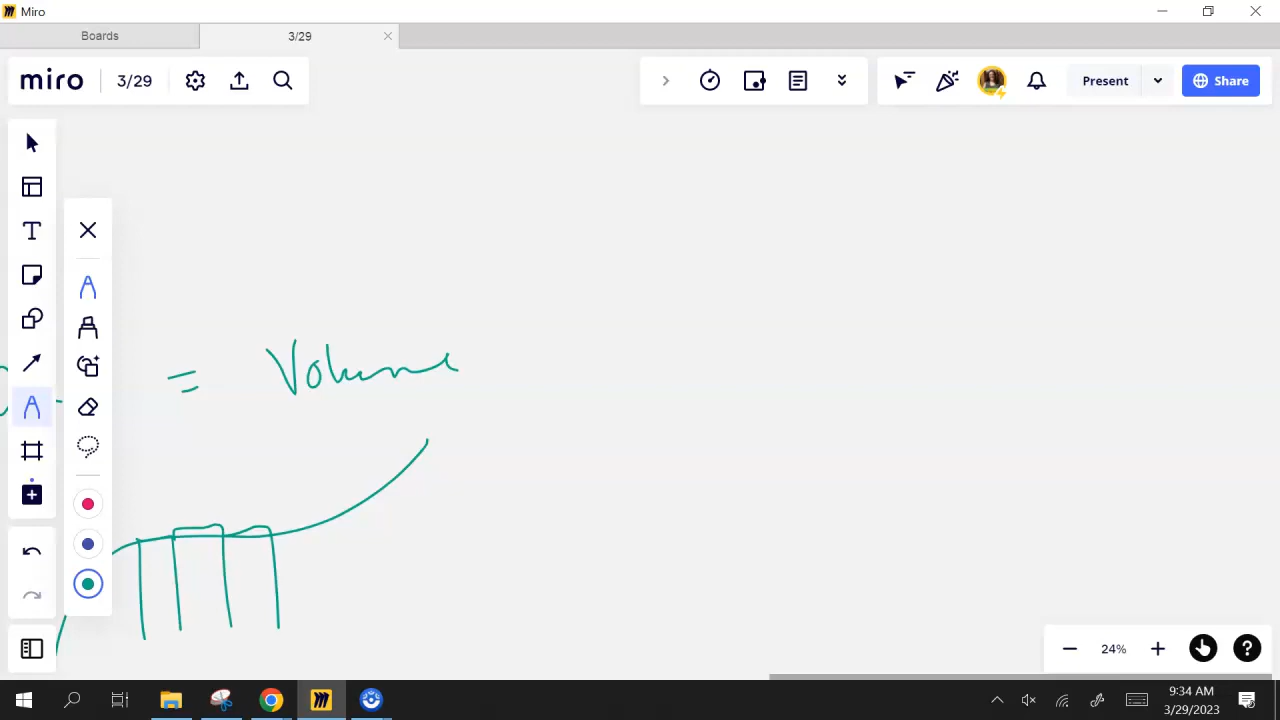 Miro
Boards
3/29
miro
3/29
Present
Share
T
= Volume
24%
?
9:34 AM
3/29/2023